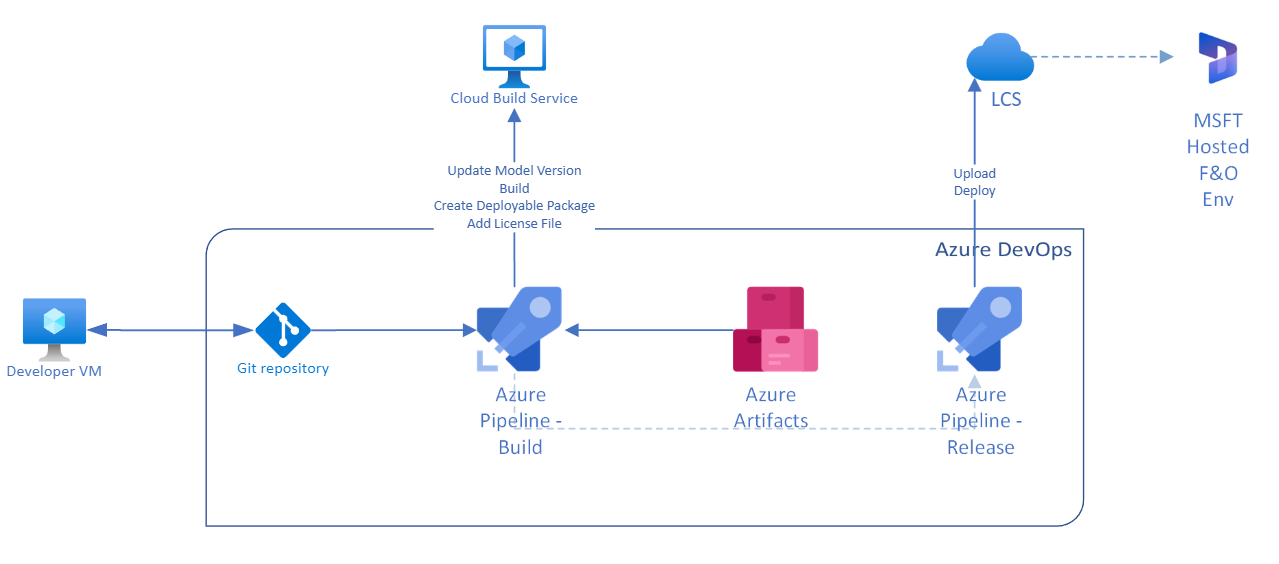 Cloud Build Service
LCS
MSFT
Hosted
F&O
Env
Update Model Version
Build
Create Deployable Package
Add License File
Upload
Deploy
Azure DevOps
Developer VM
Git repository
Azure
Pipeline -
Build
Azure
Artifacts
Azure
Pipeline -
Release